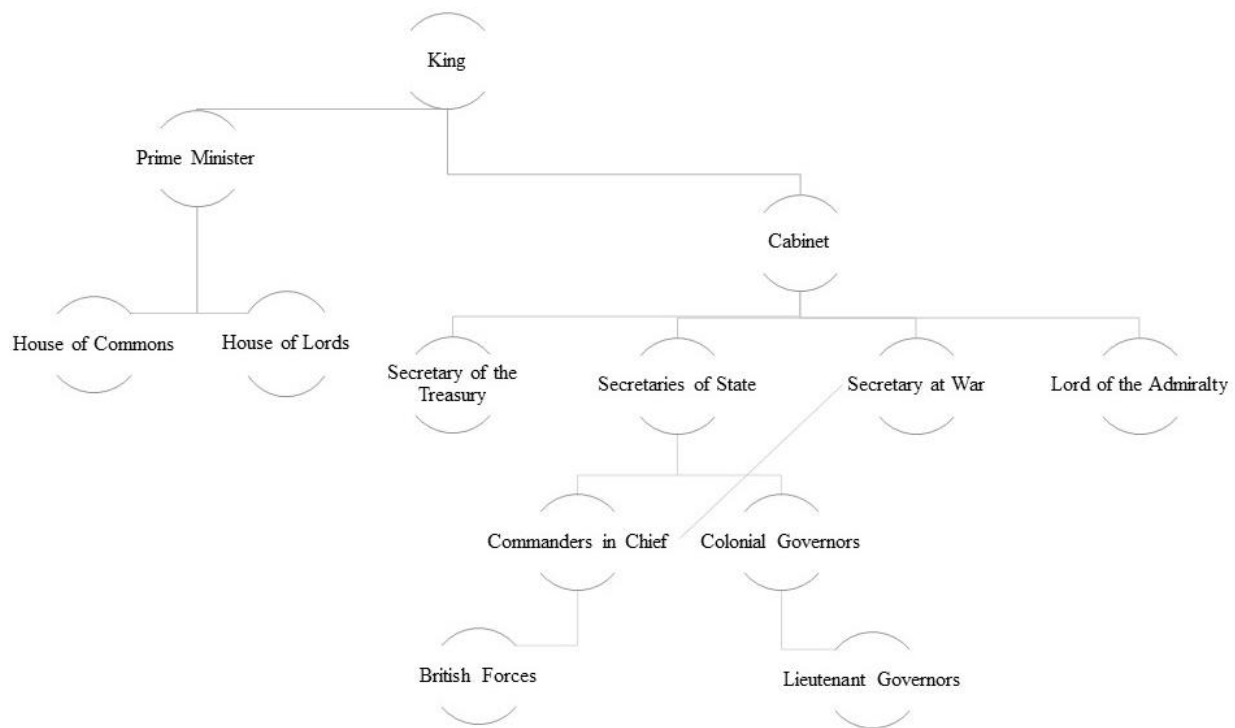 King
Prime Minister
Cabinet
House of Commons
House of Lords
Secretary of the
Treasury
Secretaries of State
Secretary at War
Lord of the Admiralty
Commanders in Chief
Colonial Governors
British Forces
Lieutenant Governors